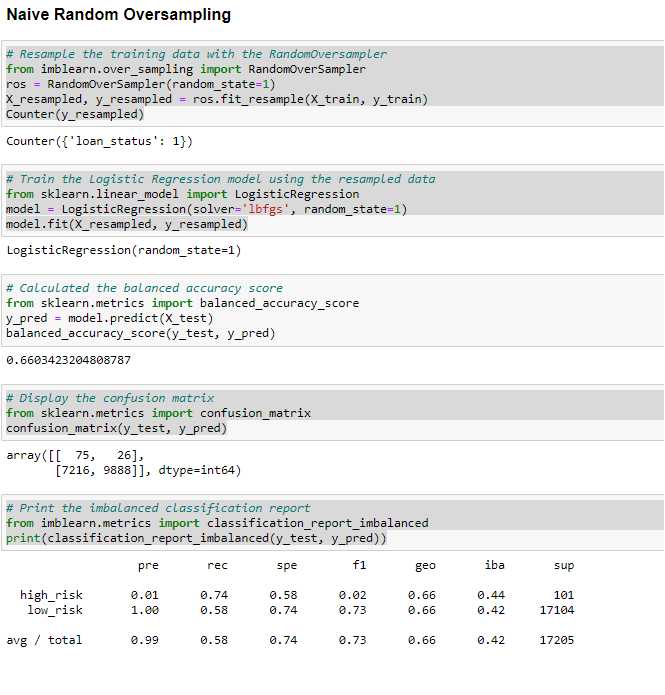 Naive Random Oversampling
# Resample the training data with the RandomOversampler
from imblearn.over_sampling import RandomOverSampler
ros = RandomOverSampler(random_state=1)
X_resampled, y_resampled = ros.fit_resample(X_train, y_train)
Counter(y_resampled)
Counter({'loan_status': 1})
# Train the Logistic Regression model using the resampled data
from sklearn.linear_model import LogisticRegression
model = LogisticRegression(solver='lbfgs', random_state=1)
model.fit(X_resampled, y_resampled)
LogisticRegression(random_state=1)
# Calculated the balanced accuracy score
from sklearn.metrics import balanced_accuracy_score
y_pred = model.predict(X_test)
balanced_accuracy_score(y_test, y_pred)
0.6603423204808787
# Display the confusion matrix
from sklearn.metrics import confusion_matrix
confusion_matrix(y_test, y_pred)
array([[  75,   26],
       [7216, 9888]], dtype=int64)
# Print the imbalanced classification report
from imblearn.metrics import classification_report_imbalanced
print(classification_report_imbalanced(y_test, y_pred))
                   pre       rec       spe        f1       geo       iba       sup
  high_risk       0.01      0.74      0.58      0.02      0.66      0.44       101
   low_risk       1.00      0.58      0.74      0.73      0.66      0.42     17104
avg / total       0.99      0.58      0.74      0.73      0.66      0.42     17205